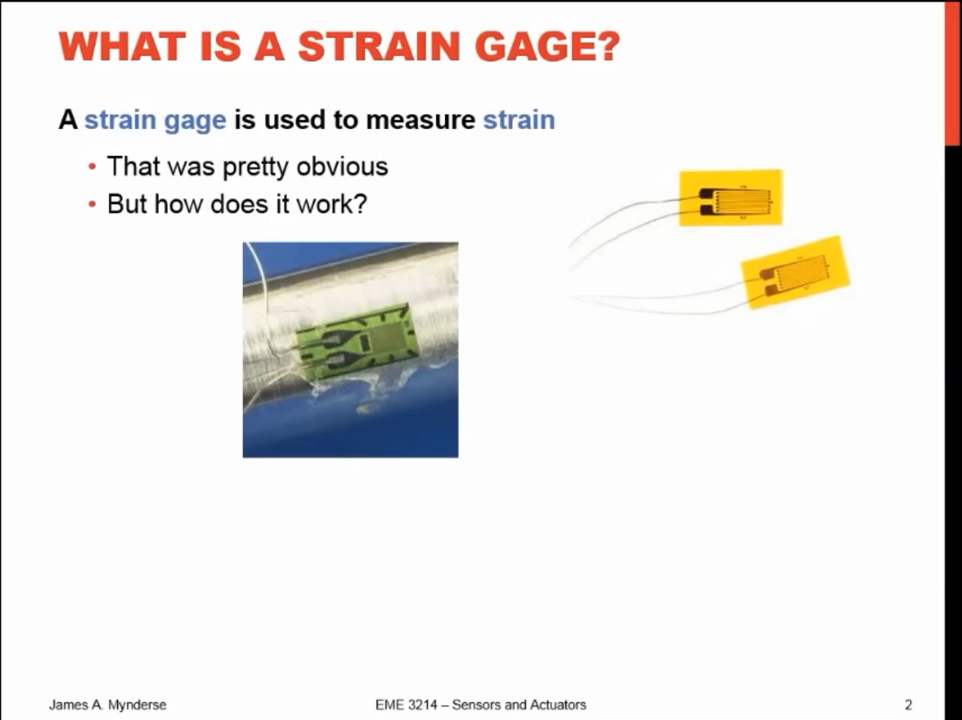 WHAT IS A STRAIN GAGE?
A strain gage is used to measure strain
• That was pretty obvious
• But how does it work?
James A. Mynderse
EME 3214 – Sensors and Actuators
2